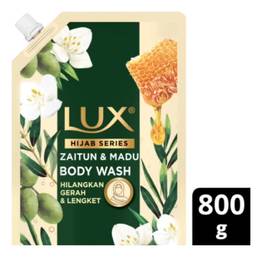 LUX
HIJAB SERIES
ZAITUN & MADU
BODY WASH
HILANGKAN
GERAH
& LENGKET
800
g